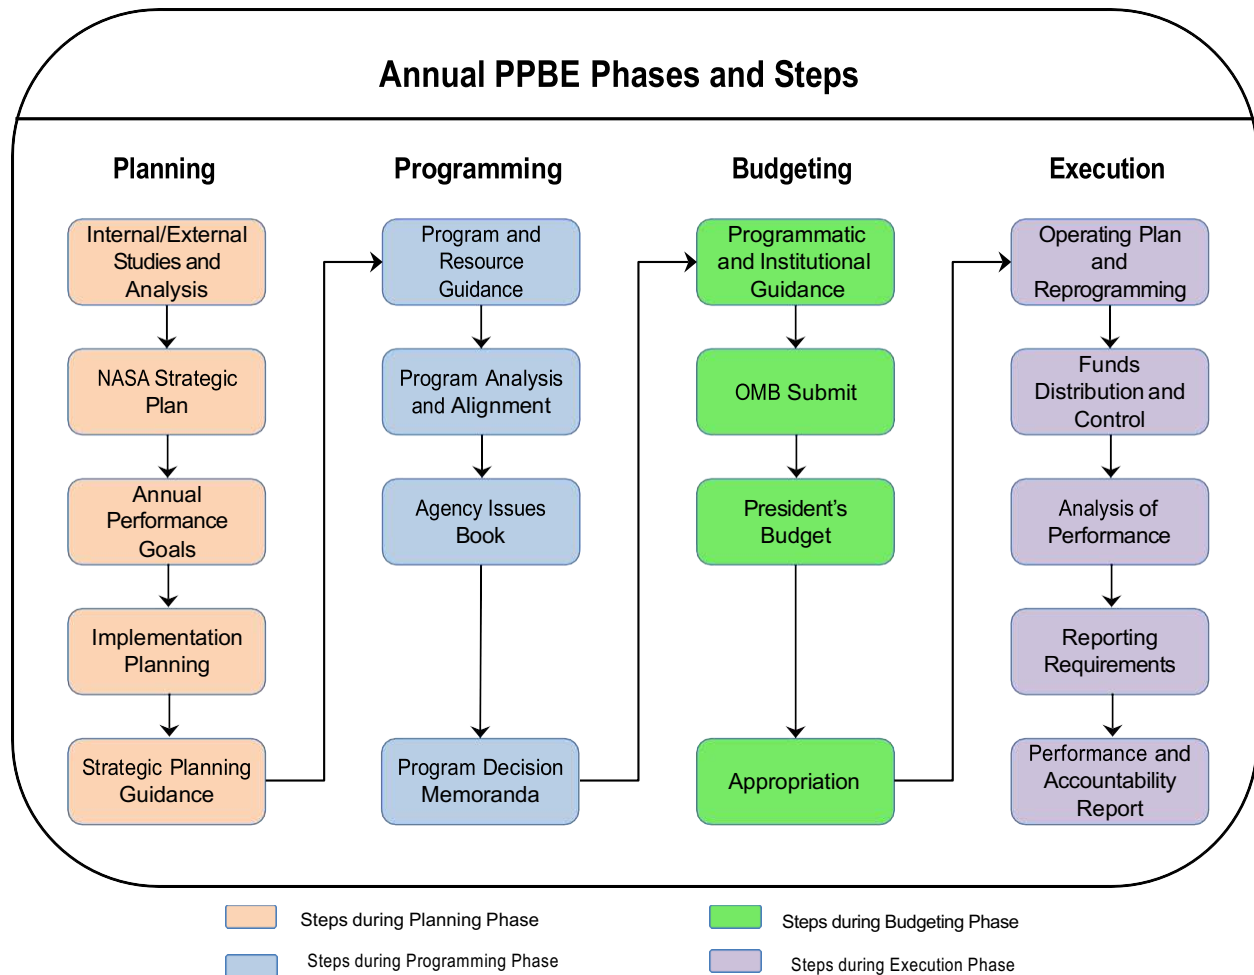 Annual PPBE Phases and Steps
Planning
Programming
Budgeting
Execution
Internal/External
Studies and
Analysis
NASA Strategic
Plan
Annual
Performance
Goals
Implementation
Planning
Strategic Planning
Guidance
Program and
Resource
Guidance
Program Analysis
and Alignment
Agency Issues
Book
Program Decision
Memoranda
Programmatic
and Institutional
Guidance
OMB Submit
President's
Budget
Appropriation
Operating Plan
and
Reprogramming
Funds
Distribution and
Control
Analysis of
Performance
Reporting
Requirements
Performance and
Accountability
Report
Steps during Planning Phase
Steps during Programming Phase
Steps during Budgeting Phase
Steps during Execution Phase